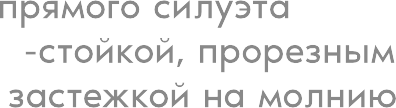 прямого силуэта
-стойкой, прорезным
застежкой на молнию